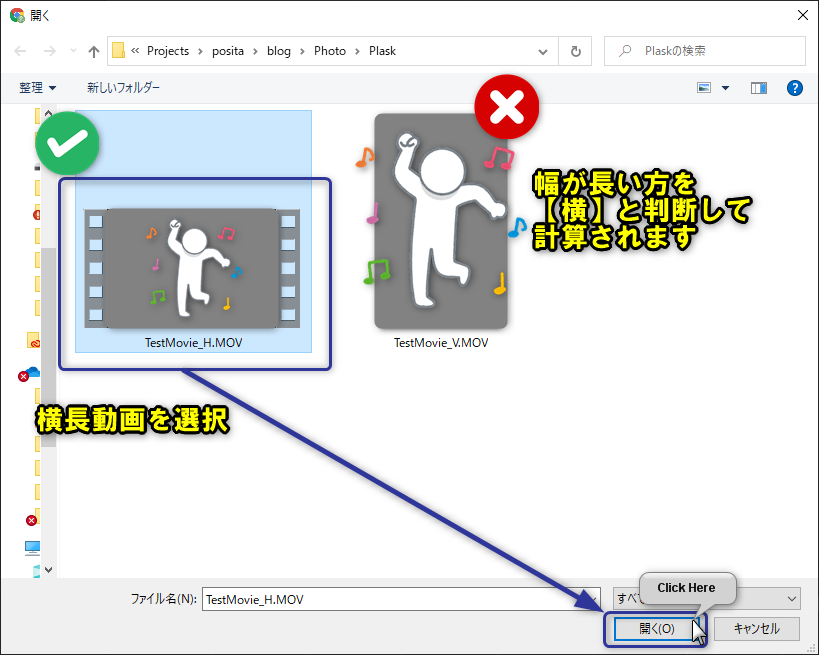 開く
« Projects › posita › blog › Photo › Plask
Plaskの検索
整理
新しいフォルダー
?
幅が長い方を
【横】と判断して
計算されます
TestMovie_H.MOV
TestMovie_V.MOV
横長動画を選択
ファイル名(N):
TestMovie_H.MOV
すべ
Click Here
開く(O)
キャンセル